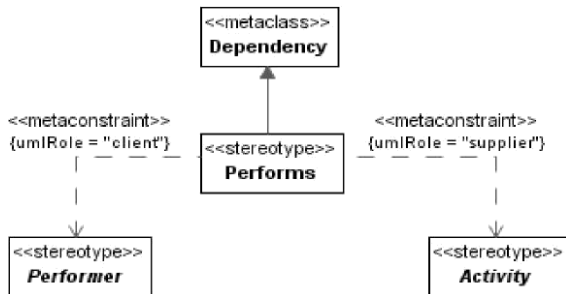 <<metaclass>>
Dependency
<<metaconstraint>>
{umlRole = "client"}
<<metaconstraint>>
{umlRole = "supplier"}
<<stereotype>>
Performs
<<stereotype>>
Performer
<<stereotype>>
Activity